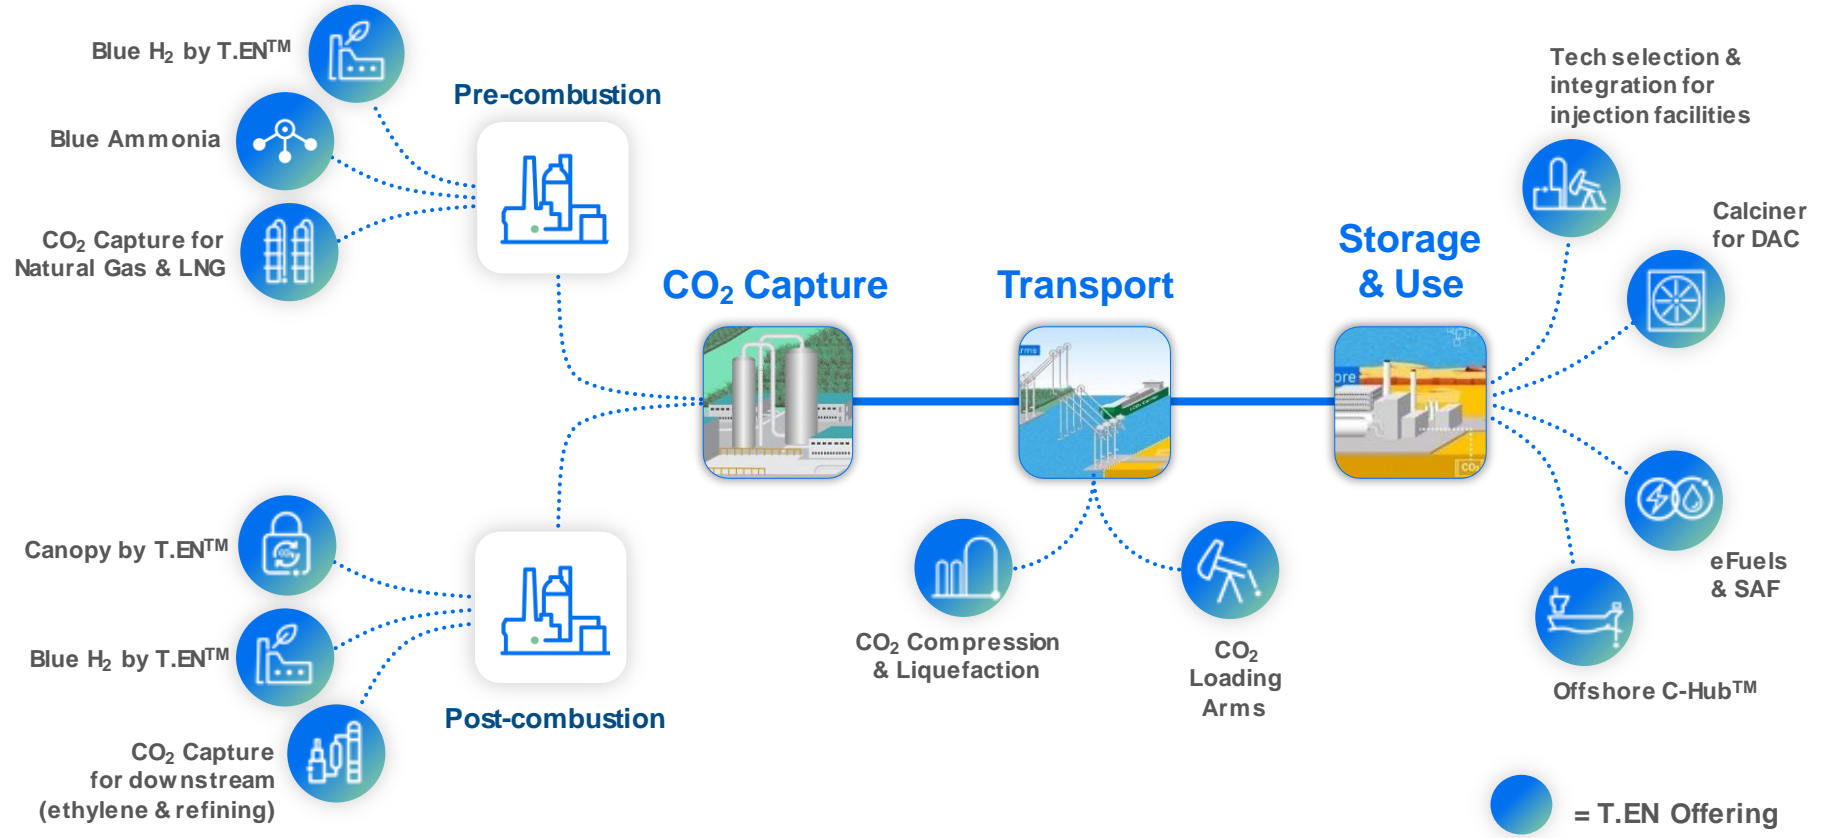 Blue H₂ by T.EN™
Blue Ammonia
CO₂ Capture for
Natural Gas & LNG
Pre-combustion
CO₂ Capture
Transport
Storage
& Use
Tech selection &
integration for
injection facilities
Calciner
for DAC
eFuels
& SAF
Offshore C-Hub™
CO₂ Compression
& Liquefaction
CO₂
Loading
Arms
Canopy by T.EN™
Blue H₂ by T.EN™
CO₂ Capture
for downstream
(ethylene & refining)
Post-combustion
= T.EN Offering